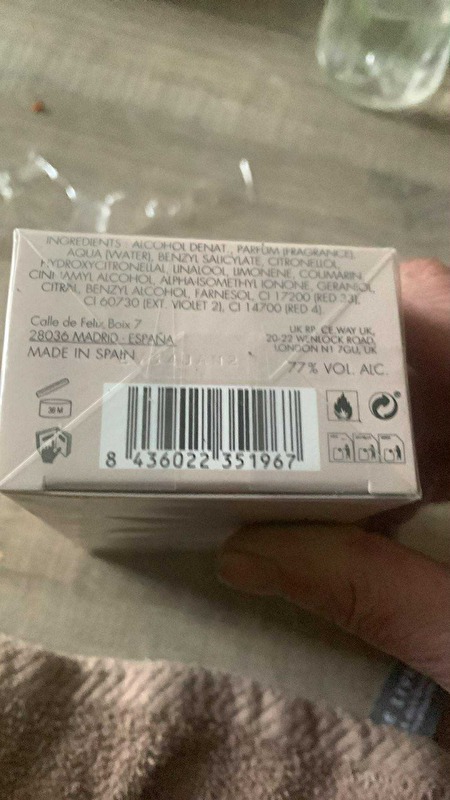 INGREDIENTS : ALCOHOL DENAT., PARFUM (FRAGRANCE),
AQUA (WATER), BENZYL SALICYLATE, CITRONELLOL,
HYDROXYCITRONELLAL, LINALOOL, LIMONENE, COUMARIN,
CINNAMYL ALCOHOL, ALPHA-ISOMETHYL IONONE, GERANIOL,
CITRAL, BENZYL ALCOHOL, FARNESOL, CI 17200 (RED 33),
CI 60730 (EXT. VIOLET 2), CI 14700 (RED 4).
Calle de Felix Boix 7
28036 MADRID - ESPAÑA
MADE IN SPAIN
UK RP: CE WAY UK,
20-22 WENLOCK ROAD,
LONDON N1 7GU, UK
77% VOL. ALC.
36 M
8 436022 351967